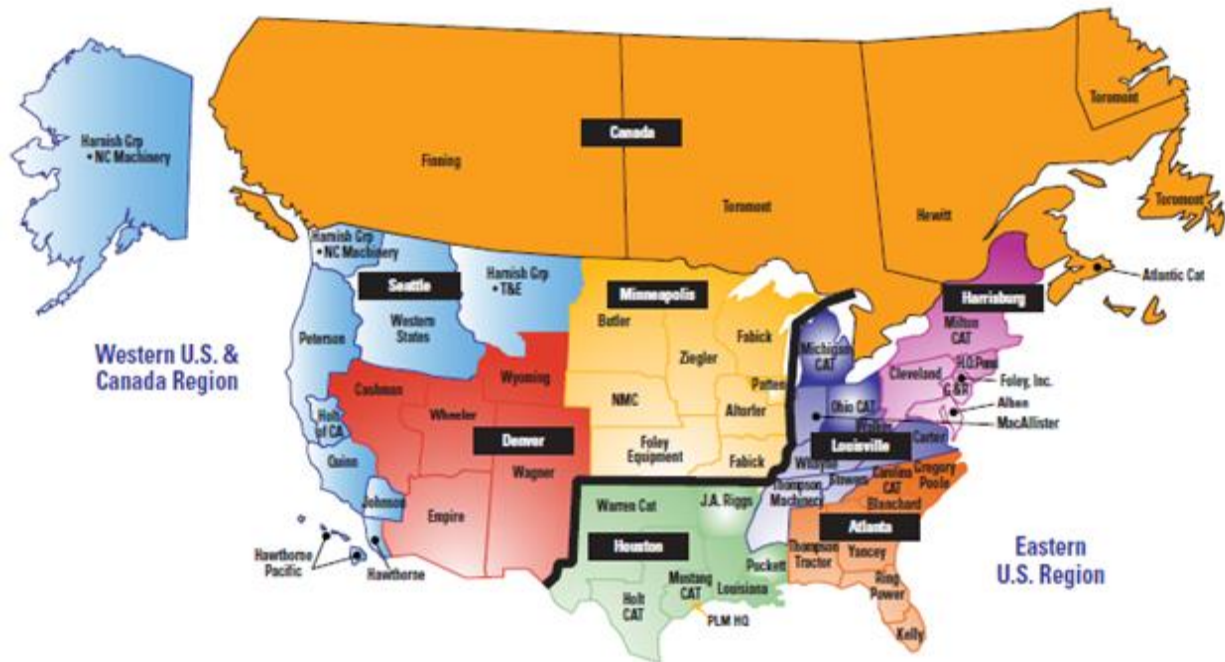 Toromont
Harnish Grp
• NC Machinery
Canada
Finning
Toromont
Hewitt
Toromont
Harnish Grp
• NC Machinery
Seattle
Harnish Grp
• T&E
Minneapolis
Harrisburg
Atlantic Cat
Western
States
Butler
Fabick
Milton
CAT
Peterson
Western U.S. &
Canada Region
Ziegler
Michigan
CAT
Cleveland
H.O.Penn
Foley, Inc.
Patten
G.&R
Alban
MacAllister
Cashman
Wyoming
Wheeler
NMC
Altorfer
Ohio CAT
Walker
Carter
Holt
of CA
Denver
Foley
Equipment
Louisville
Quinn
Wagner
Fabick
Whayne
Thompson
Machinery
Stowers
Carolina
CAT
Gregory
Poole
Johnson
Empire
Warren Cat
J.A. Riggs
Blanchard
Atlanta
Hawthorne
Pacific
Hawthorne
Houston
Thompson
Tractor
Yancey
Eastern
U.S. Region
Puckett
Mustang
CAT
Louisiana
Holt
CAT
Ring
Power
PLM HQ
Kelly